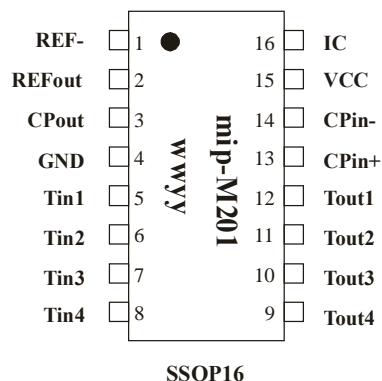 REF- 1 16 IC
REFout 2 15 VCC
CPout 3 14 CPin-
GND 4 13 CPin+
Tin1 5 12 Tout1
Tin2 6 11 Tout2
Tin3 7 10 Tout3
Tin4 8 9 Tout4
mip-M201
wwyy
SSOP16